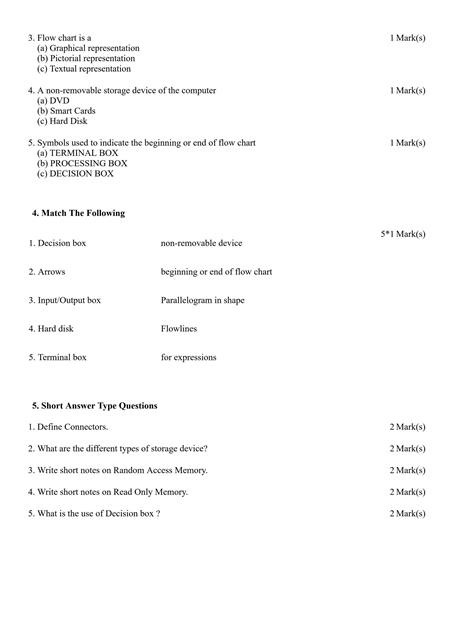 3. Flow chart is a 1 Mark(s)
(a) Graphical representation
(b) Pictorial representation
(c) Textual representation
4. A non-removable storage device of the computer 1 Mark(s)
(a) DVD
(b) Smart Cards
(c) Hard Disk
5. Symbols used to indicate the beginning or end of flow chart 1 Mark(s)
(a) TERMINAL BOX
(b) PROCESSING BOX
(c) DECISION BOX
4. Match The Following
5*1 Mark(s)
1. Decision box non-removable device
2. Arrows beginning or end of flow chart
3. Input/Output box Parallelogram in shape
4. Hard disk Flowlines
5. Terminal box for expressions
5. Short Answer Type Questions
1. Define Connectors. 2 Mark(s)
2. What are the different types of storage device? 2 Mark(s)
3. Write short notes on Random Access Memory. 2 Mark(s)
4. Write short notes on Read Only Memory. 2 Mark(s)
5. What is the use of Decision box ? 2 Mark(s)